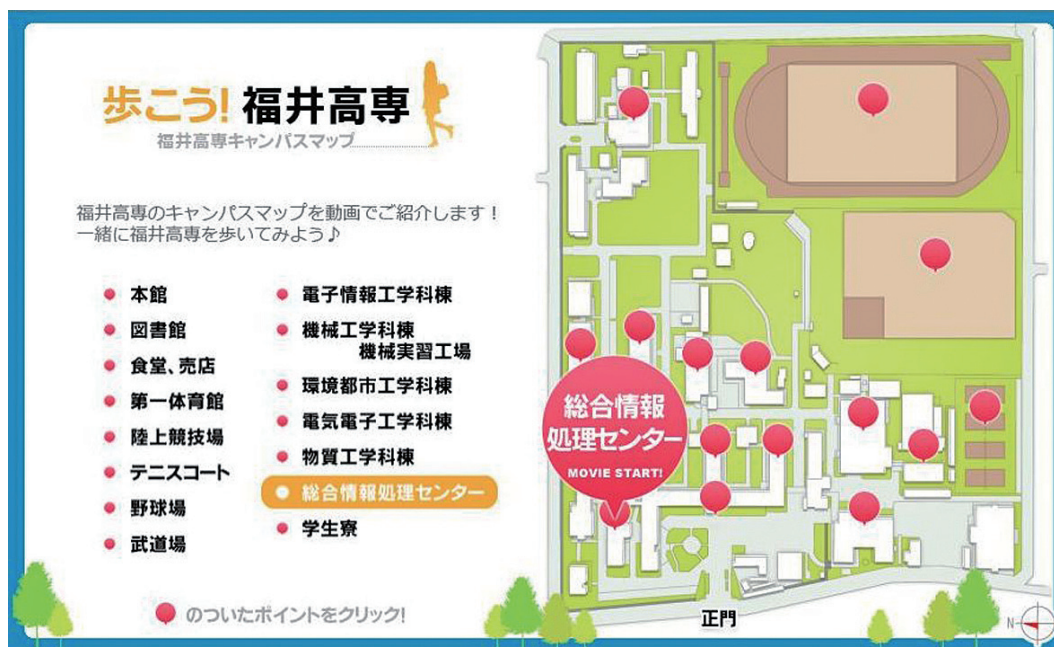 歩こう! 福井高専
福井高専キャンパスマップ
福井高専のキャンパスマップを動画でご紹介します!
一緒に福井高専を歩いてみよう♪
本館
図書館
食堂、売店
第一体育館
陸上競技場
テニスコート
野球場
武道場
電子情報工学科棟
機械工学科棟
機械実習工場
環境都市工学科棟
電気電子工学科棟
物質工学科棟
総合情報処理センター
学生寮
のついたポイントをクリック!
総合情報
処理センター
MOVIE START!
正門
N